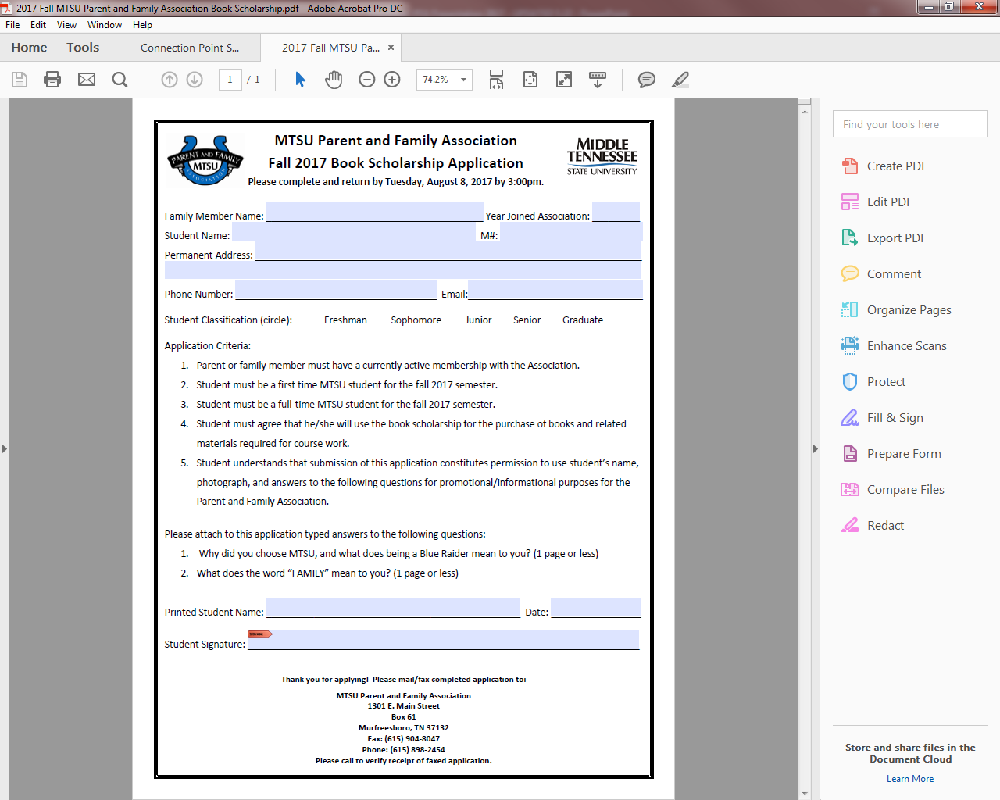 2017 Fall MTSU Parent and Family Association Book Scholarship.pdf - Adobe Acrobat Pro DC
File Edit View Window Help
Home Tools Connection Point S... 2017 Fall MTSU Pa... ×
1 / 1 74.2%
PARENT AND FAMILY
MTSU
ASSOCIATION
MTSU Parent and Family Association
Fall 2017 Book Scholarship Application
Please complete and return by Tuesday, August 8, 2017 by 3:00pm.
MIDDLE
TENNESSEE
STATE UNIVERSITY
Family Member Name: Year Joined Association:
Student Name: M#:
Permanent Address:
Phone Number: Email:
Student Classification (circle): Freshman Sophomore Junior Senior Graduate
Application Criteria:
1. Parent or family member must have a currently active membership with the Association.
2. Student must be a first time MTSU student for the fall 2017 semester.
3. Student must be a full-time MTSU student for the fall 2017 semester.
4. Student must agree that he/she will use the book scholarship for the purchase of books and related
materials required for course work.
5. Student understands that submission of this application constitutes permission to use student’s name,
photograph, and answers to the following questions for promotional/informational purposes for the
Parent and Family Association.
Please attach to this application typed answers to the following questions:
1. Why did you choose MTSU, and what does being a Blue Raider mean to you? (1 page or less)
2. What does the word “FAMILY” mean to you? (1 page or less)
Printed Student Name: Date:
Student Signature:
Thank you for applying! Please mail/fax completed application to:
MTSU Parent and Family Association
1301 E. Main Street
Box 61
Murfreesboro, TN 37132
Fax: (615) 904-8047
Phone: (615) 898-2454
Please call to verify receipt of faxed application.
Find your tools here
Create PDF
Edit PDF
Export PDF
Comment
Organize Pages
Enhance Scans
Protect
Fill & Sign
Prepare Form
Compare Files
Redact
Store and share files in the
Document Cloud
Learn More